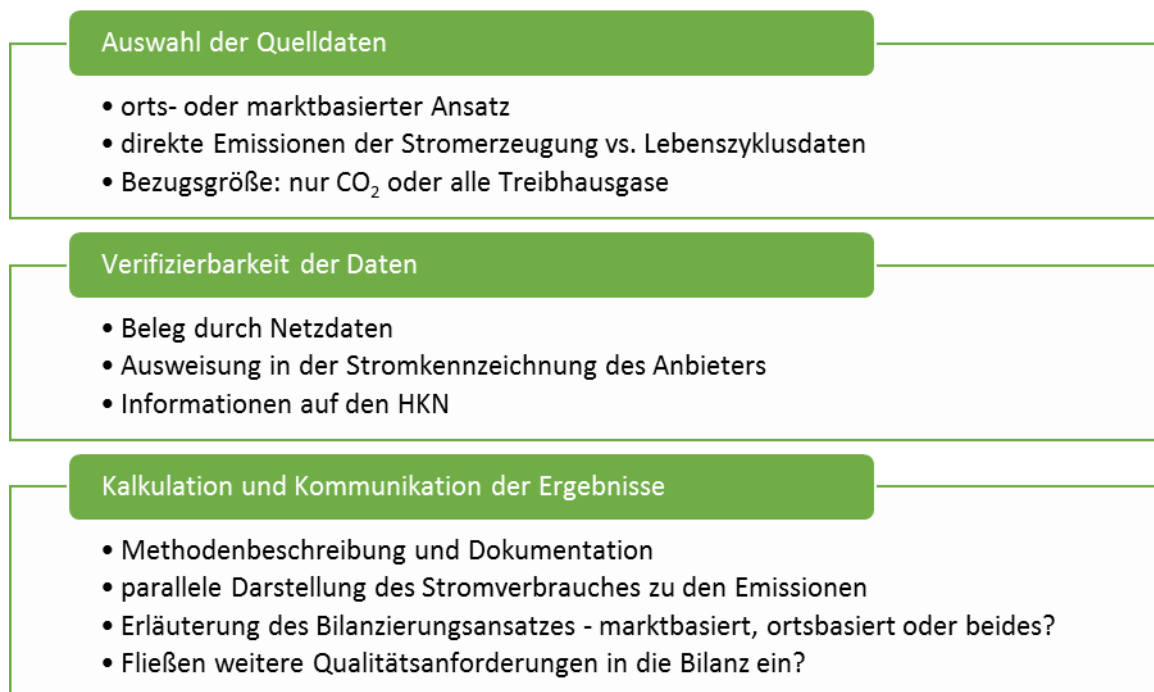 Auswahl der Quelldaten
• orts- oder marktbasierter Ansatz
• direkte Emissionen der Stromerzeugung vs. Lebenszyklusdaten
• Bezugsgröße: nur CO₂ oder alle Treibhausgase
Verifizierbarkeit der Daten
• Beleg durch Netzdaten
• Ausweisung in der Stromkennzeichnung des Anbieters
• Informationen auf den HKN
Kalkulation und Kommunikation der Ergebnisse
• Methodenbeschreibung und Dokumentation
• parallele Darstellung des Stromverbrauches zu den Emissionen
• Erläuterung des Bilanzierungsansatzes - marktbasiert, ortsbasiert oder beides?
• Fließen weitere Qualitätsanforderungen in die Bilanz ein?